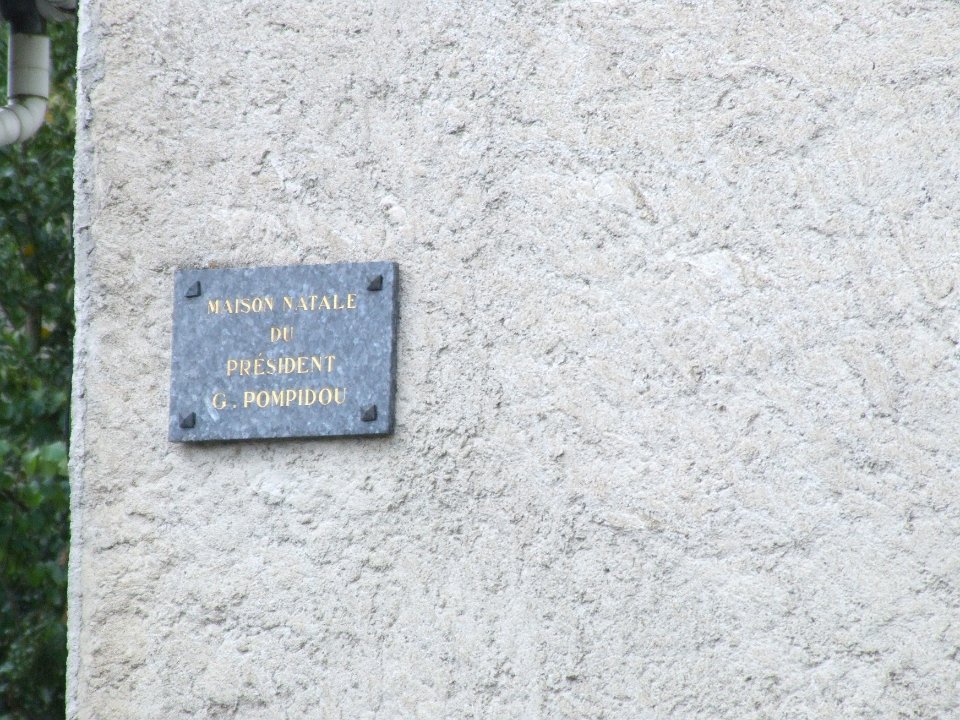 MAISON NATALE
DU
PRÉSIDENT
G. POMPIDOU